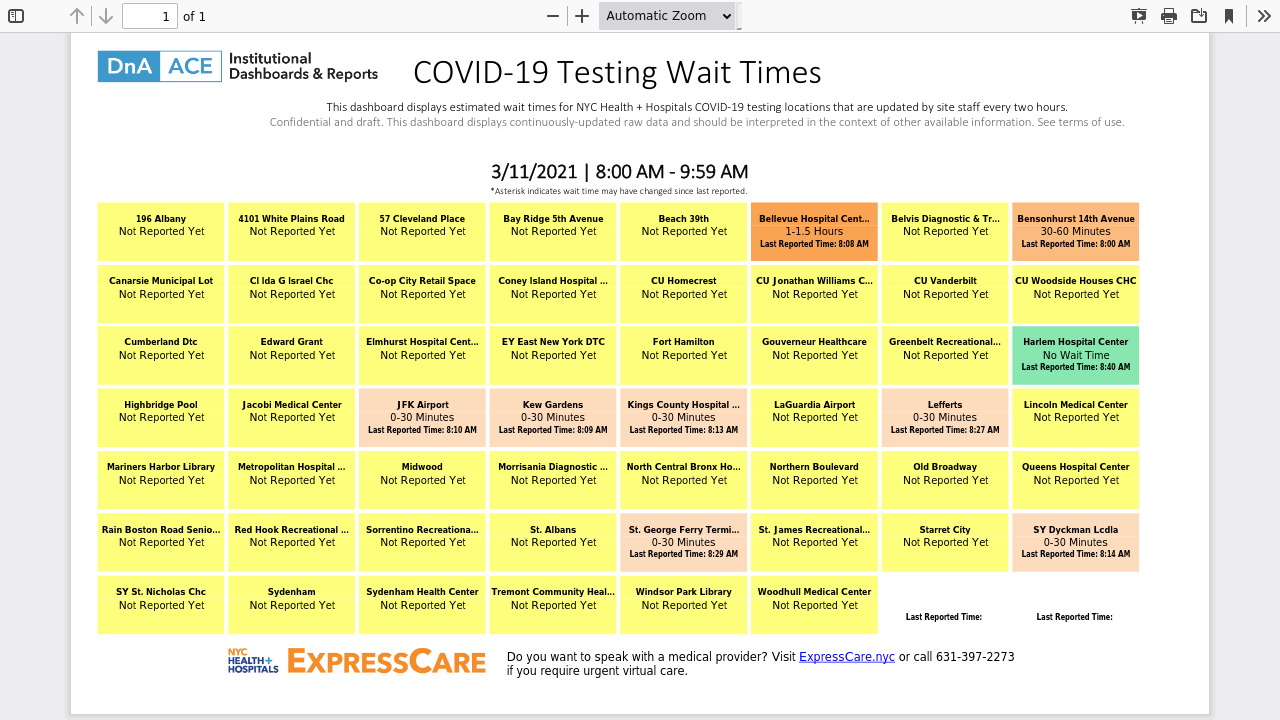 1 of 1
Automatic Zoom
DnA ACE Institutional Dashboards & Reports
COVID-19 Testing Wait Times
This dashboard displays estimated wait times for NYC Health + Hospitals COVID-19 testing locations that are updated by site staff every two hours.
Confidential and draft. This dashboard displays continuously-updated raw data and should be interpreted in the context of other available information. See terms of use.
3/11/2021 | 8:00 AM - 9:59 AM
*Asterisk indicates wait time may have changed since last reported.
196 Albany
Not Reported Yet
4101 White Plains Road
Not Reported Yet
57 Cleveland Place
Not Reported Yet
Bay Ridge 5th Avenue
Not Reported Yet
Beach 39th
Not Reported Yet
Bellevue Hospital Cent...
1-1.5 Hours
Last Reported Time: 8:08 AM
Belvis Diagnostic & Tr...
Not Reported Yet
Bensonhurst 14th Avenue
30-60 Minutes
Last Reported Time: 8:00 AM
Canarsie Municipal Lot
Not Reported Yet
CI Ida G Israel Chc
Not Reported Yet
Co-op City Retail Space
Not Reported Yet
Coney Island Hospital ...
Not Reported Yet
CU Homecrest
Not Reported Yet
CU Jonathan Williams C...
Not Reported Yet
CU Vanderbilt
Not Reported Yet
CU Woodside Houses CHC
Not Reported Yet
Cumberland Dtc
Not Reported Yet
Edward Grant
Not Reported Yet
Elmhurst Hospital Cent...
Not Reported Yet
EY East New York DTC
Not Reported Yet
Fort Hamilton
Not Reported Yet
Gouverneur Healthcare
Not Reported Yet
Greenbelt Recreational...
Not Reported Yet
Harlem Hospital Center
No Wait Time
Last Reported Time: 8:40 AM
Highbridge Pool
Not Reported Yet
Jacobi Medical Center
Not Reported Yet
JFK Airport
0-30 Minutes
Last Reported Time: 8:10 AM
Kew Gardens
0-30 Minutes
Last Reported Time: 8:09 AM
Kings County Hospital ...
0-30 Minutes
Last Reported Time: 8:13 AM
LaGuardia Airport
Not Reported Yet
Lefferts
0-30 Minutes
Last Reported Time: 8:27 AM
Lincoln Medical Center
Not Reported Yet
Mariners Harbor Library
Not Reported Yet
Metropolitan Hospital ...
Not Reported Yet
Midwood
Not Reported Yet
Morrisania Diagnostic ...
Not Reported Yet
North Central Bronx Ho...
Not Reported Yet
Northern Boulevard
Not Reported Yet
Old Broadway
Not Reported Yet
Queens Hospital Center
Not Reported Yet
Rain Boston Road Senio...
Not Reported Yet
Red Hook Recreational ...
Not Reported Yet
Sorrentino Recreationa...
Not Reported Yet
St. Albans
Not Reported Yet
St. George Ferry Termi...
0-30 Minutes
Last Reported Time: 8:29 AM
St. James Recreational...
Not Reported Yet
Starret City
Not Reported Yet
SY Dyckman Lcdla
0-30 Minutes
Last Reported Time: 8:14 AM
SY St. Nicholas Chc
Not Reported Yet
Sydenham
Not Reported Yet
Sydenham Health Center
Not Reported Yet
Tremont Community Heal...
Not Reported Yet
Windsor Park Library
Not Reported Yet
Woodhull Medical Center
Not Reported Yet
Last Reported Time:
Last Reported Time:
NYC HEALTH+ HOSPITALS
EXPRESSCARE
Do you want to speak with a medical provider? Visit ExpressCare.nyc or call 631-397-2273
if you require urgent virtual care.